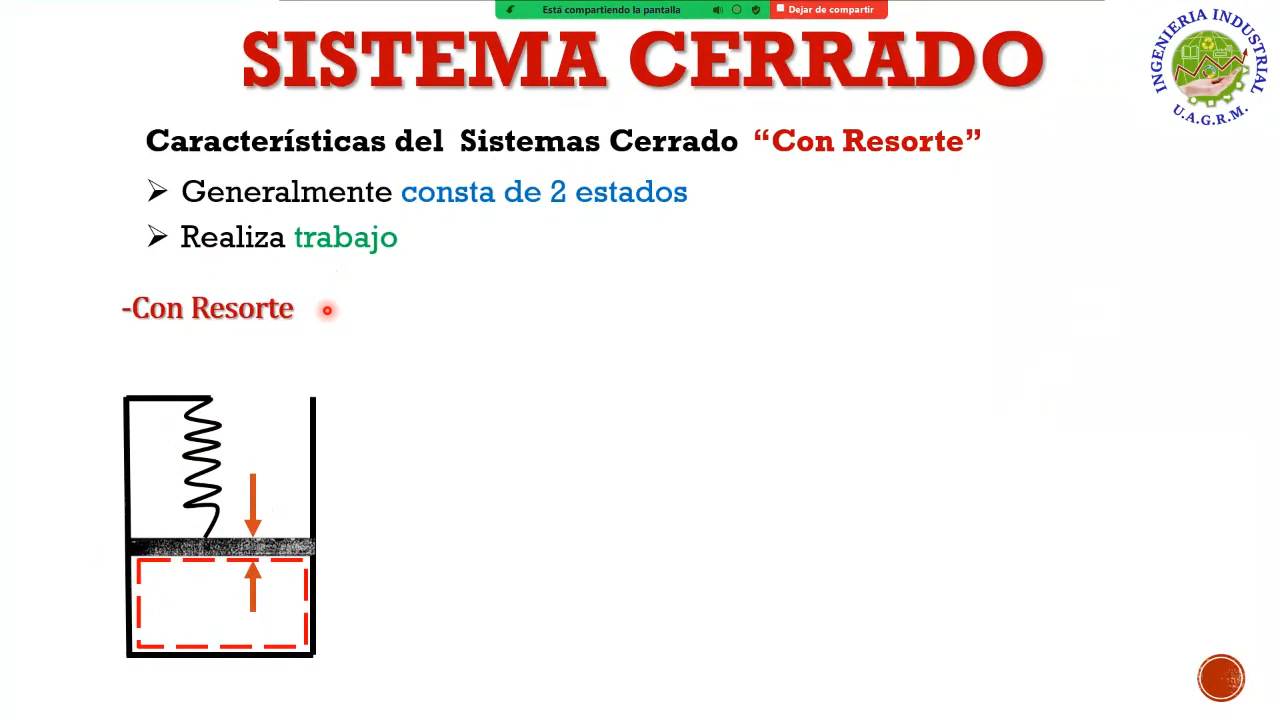 Está compartiendo la pantalla
Dejar de compartir
SISTEMA CERRADO
INGENIERIA INDUSTRIAL
U.A.G.R.M.
Características del Sistemas Cerrado “Con Resorte”
➢ Generalmente consta de 2 estados
➢ Realiza trabajo
-Con Resorte